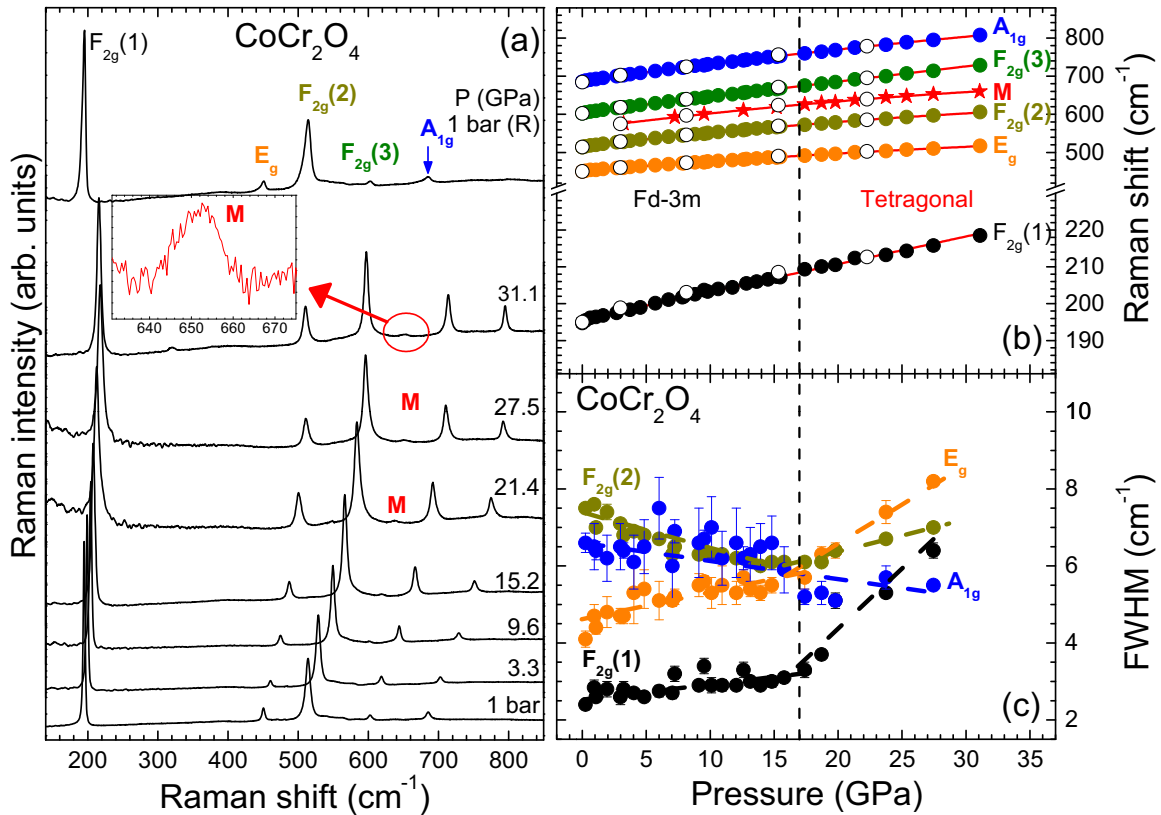 CoCr2O4
(a)
F2g(1)
F2g(2)
P (GPa)
1 bar (R)
Eg
F2g(3)
A1g
M
640 650 660 670
31.1
27.5
M
21.4
M
15.2
9.6
3.3
1 bar
100 200 300 400 500 600 700 800
Raman shift (cm-1)
Raman intensity (arb. units)
A1g
F2g(3)
M
F2g(2)
Eg
Fd-3m
Tetragonal
F2g(1)
(b)
800
700
600
500
220
210
200
190
Raman shift (cm-1)
CoCr2O4
F2g(2)
Eg
A1g
F2g(1)
(c)
10
8
6
4
2
FWHM (cm-1)
0 5 10 15 20 25 30 35
Pressure (GPa)